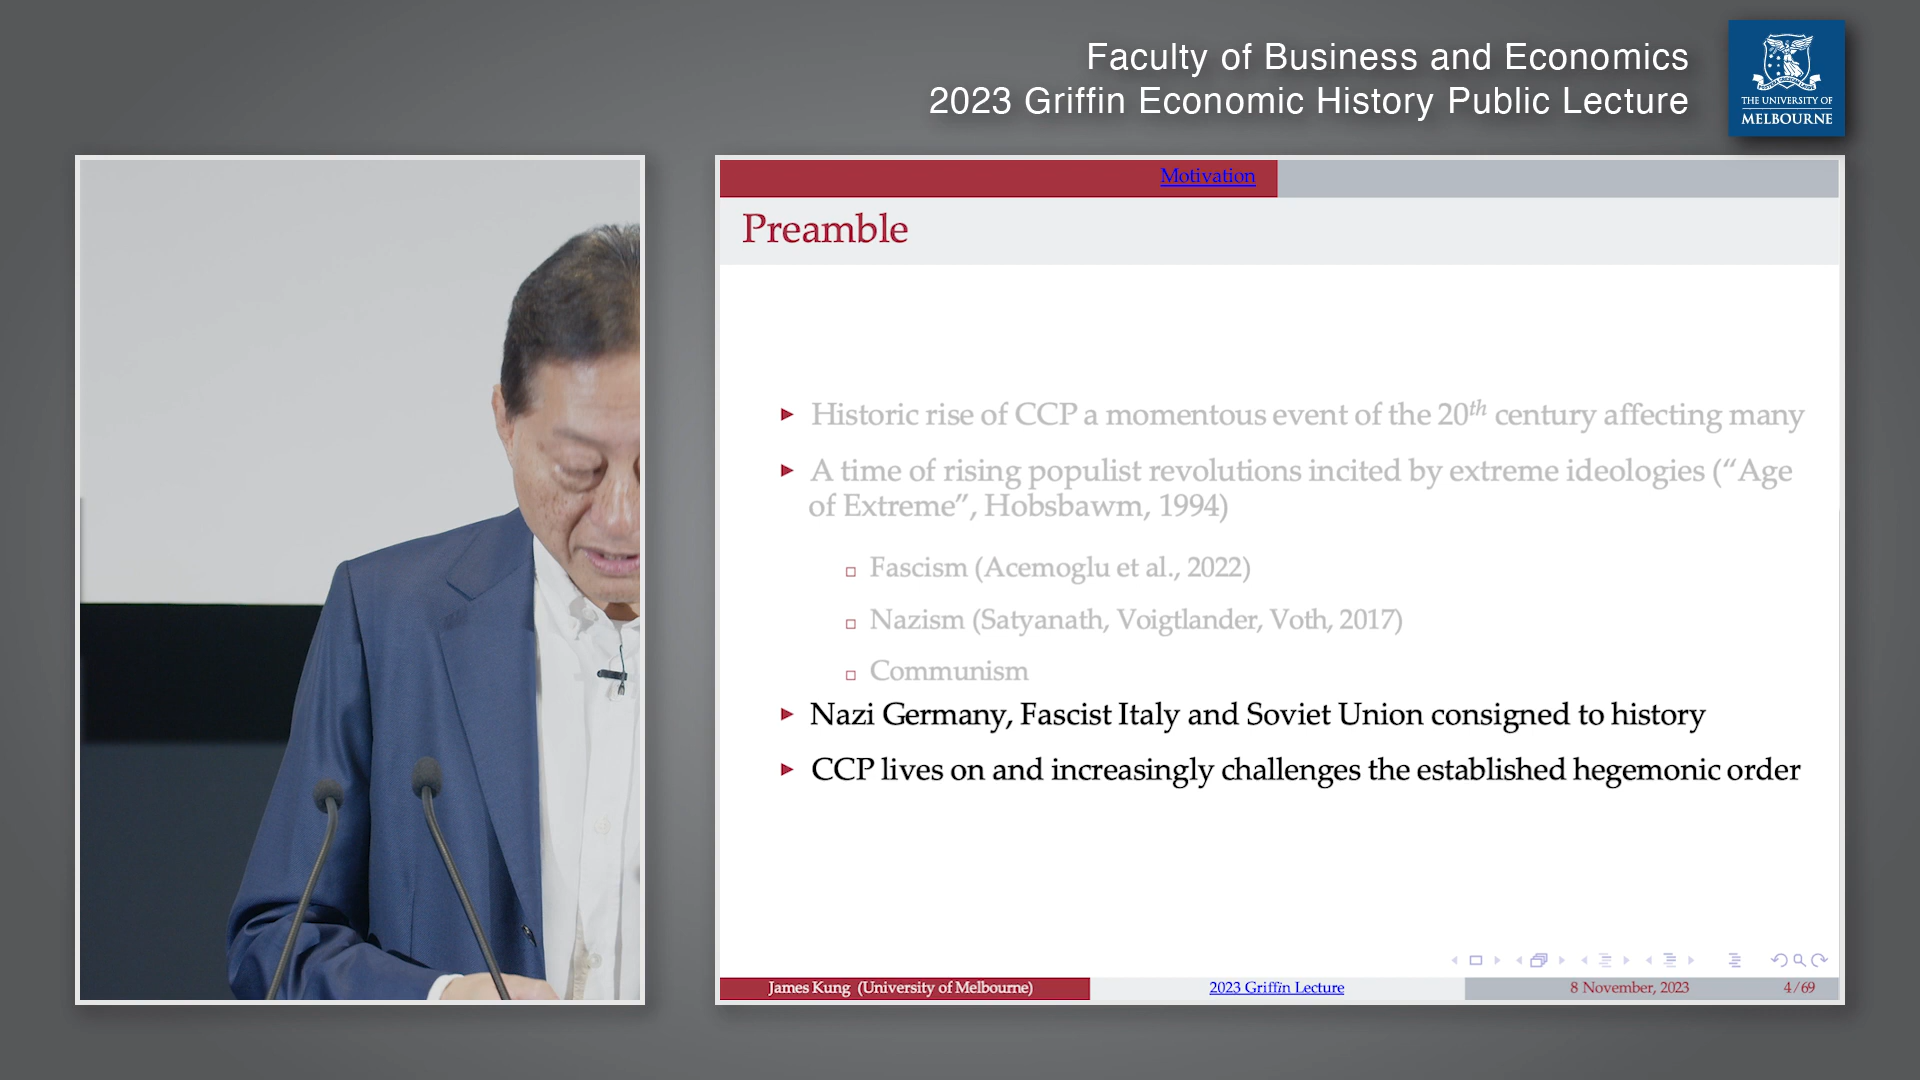 Faculty of Business and Economics
2023 Griffin Economic History Public Lecture
THE UNIVERSITY OF
MELBOURNE
Motivation
Preamble
Historic rise of CCP a momentous event of the 20th century affecting many
A time of rising populist revolutions incited by extreme ideologies (“Age
of Extreme”, Hobsbawm, 1994)
Fascism (Acemoglu et al., 2022)
Nazism (Satyanath, Voigtlander, Voth, 2017)
Communism
Nazi Germany, Fascist Italy and Soviet Union consigned to history
CCP lives on and increasingly challenges the established hegemonic order
James Kung (University of Melbourne)
2023 Griffin Lecture
8 November, 2023
4/69